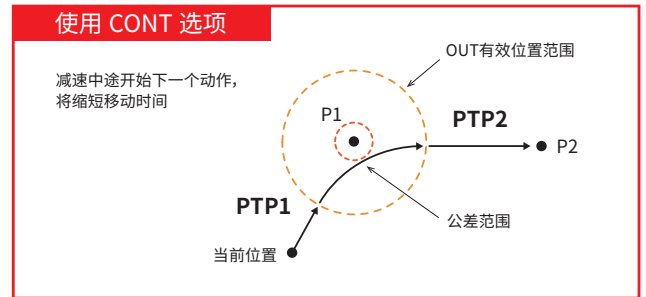 使用 CONT 选项
减速中途开始下一个动作，
将缩短移动时间
OUT有效位置范围
P1
PTP2
P2
PTP1
公差范围
当前位置